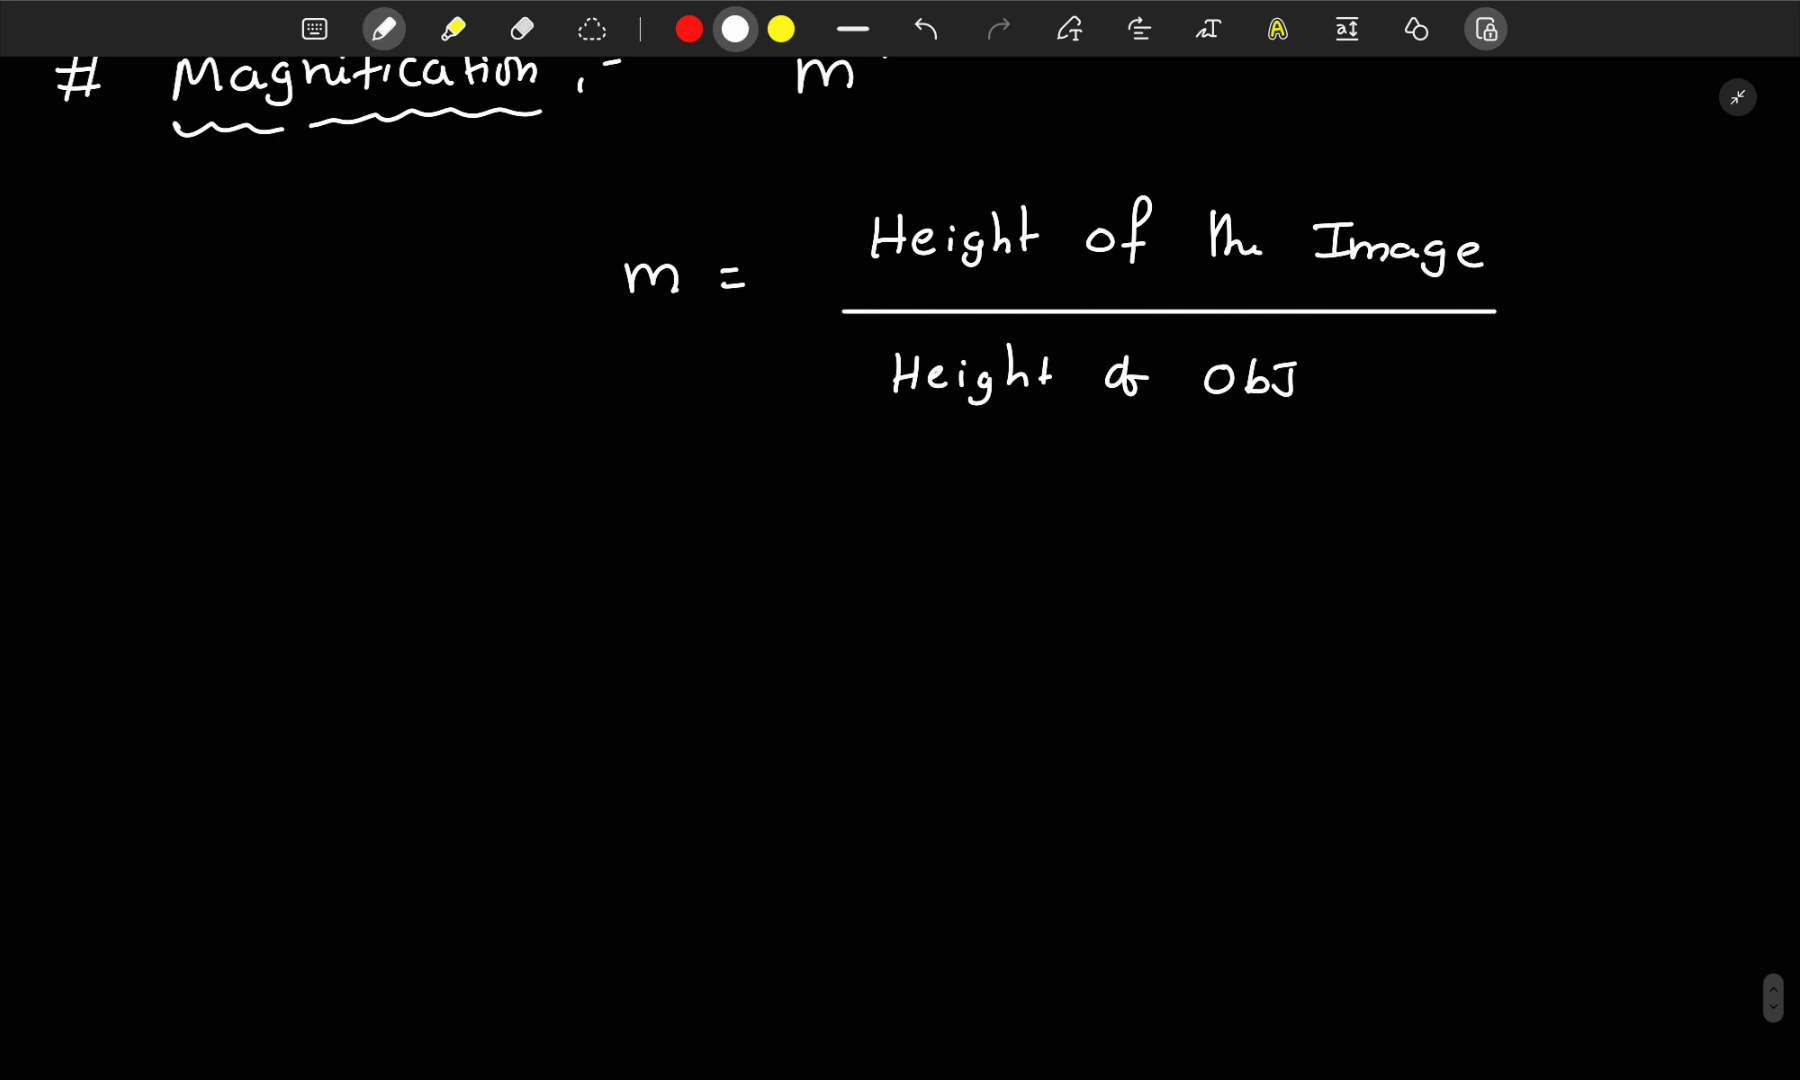 # Magnification :- m
m = Height of the Image
Height of Obj